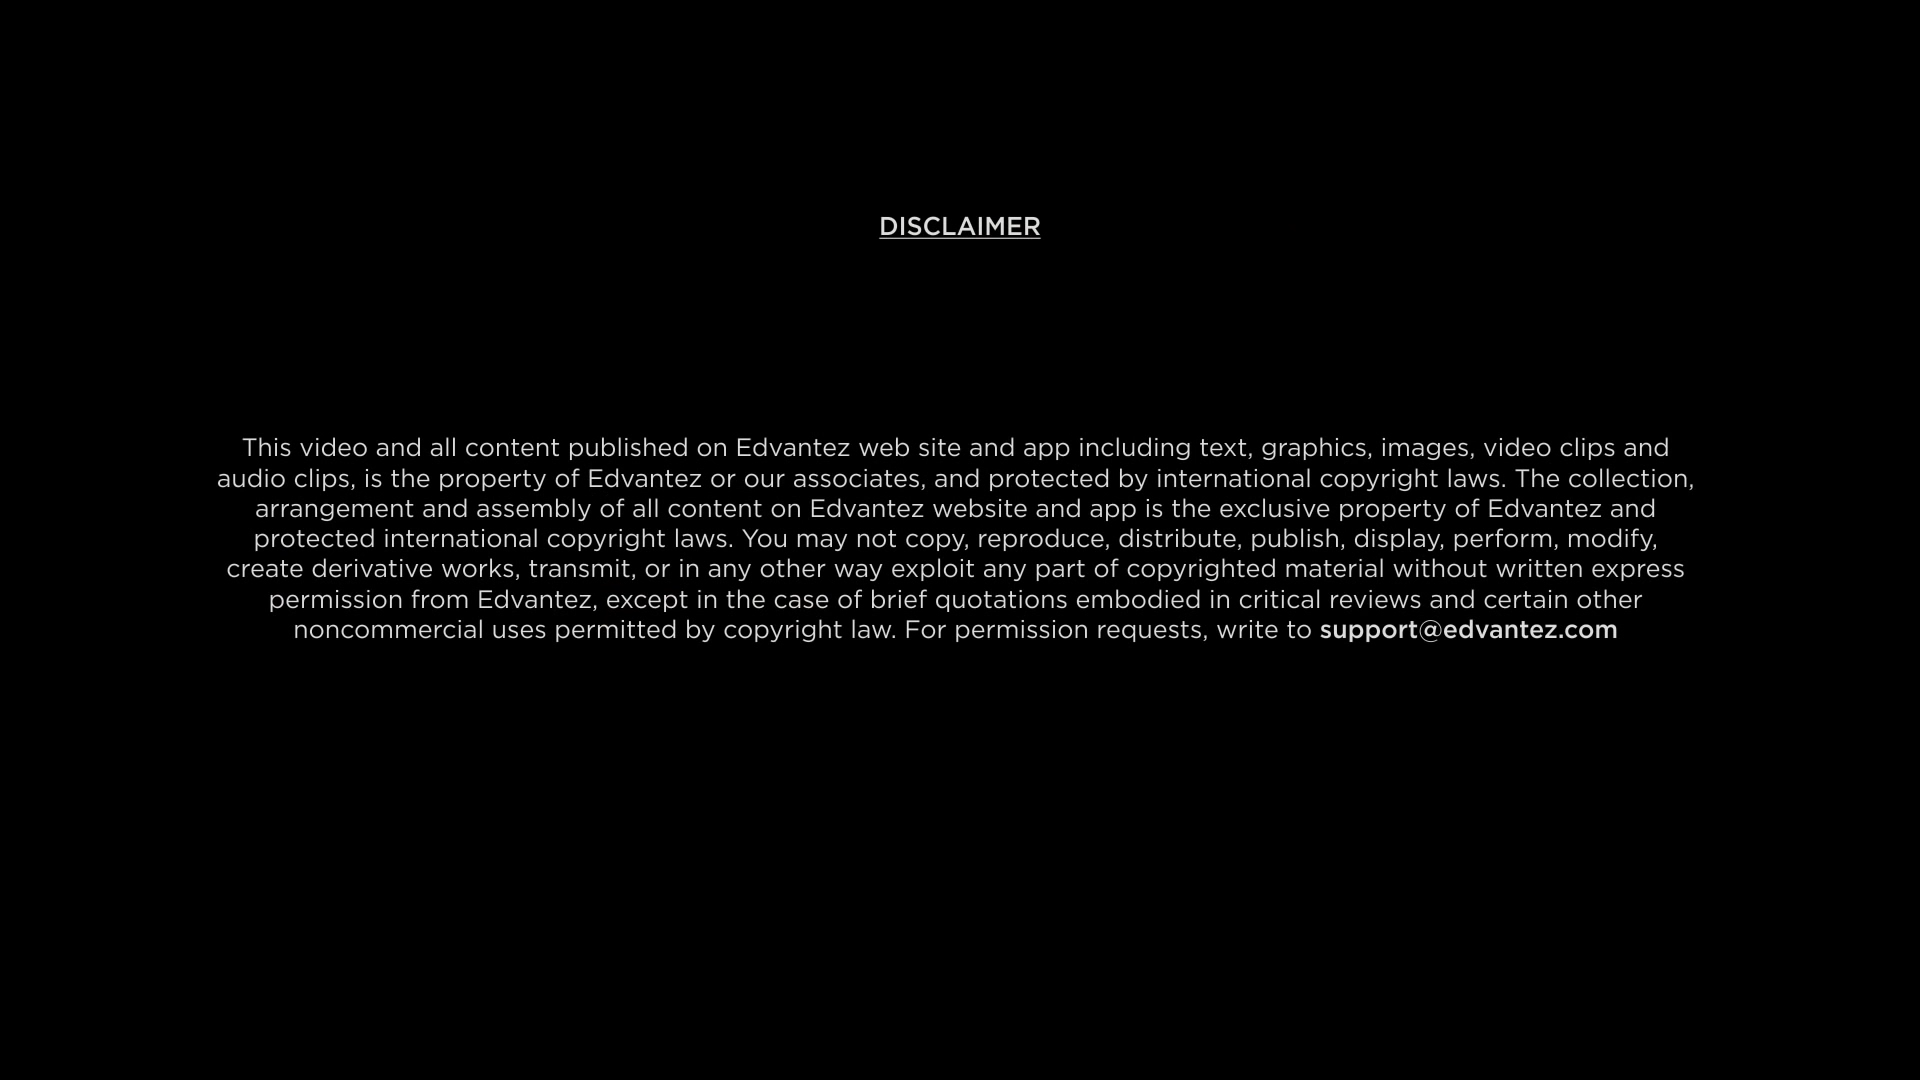 DISCLAIMER
This video and all content published on Edvantez web site and app including text, graphics, images, video clips and
audio clips, is the property of Edvantez or our associates, and protected by international copyright laws. The collection,
arrangement and assembly of all content on Edvantez website and app is the exclusive property of Edvantez and
protected international copyright laws. You may not copy, reproduce, distribute, publish, display, perform, modify,
create derivative works, transmit, or in any other way exploit any part of copyrighted material without written express
permission from Edvantez, except in the case of brief quotations embodied in critical reviews and certain other
noncommercial uses permitted by copyright law. For permission requests, write to support@edvantez.com